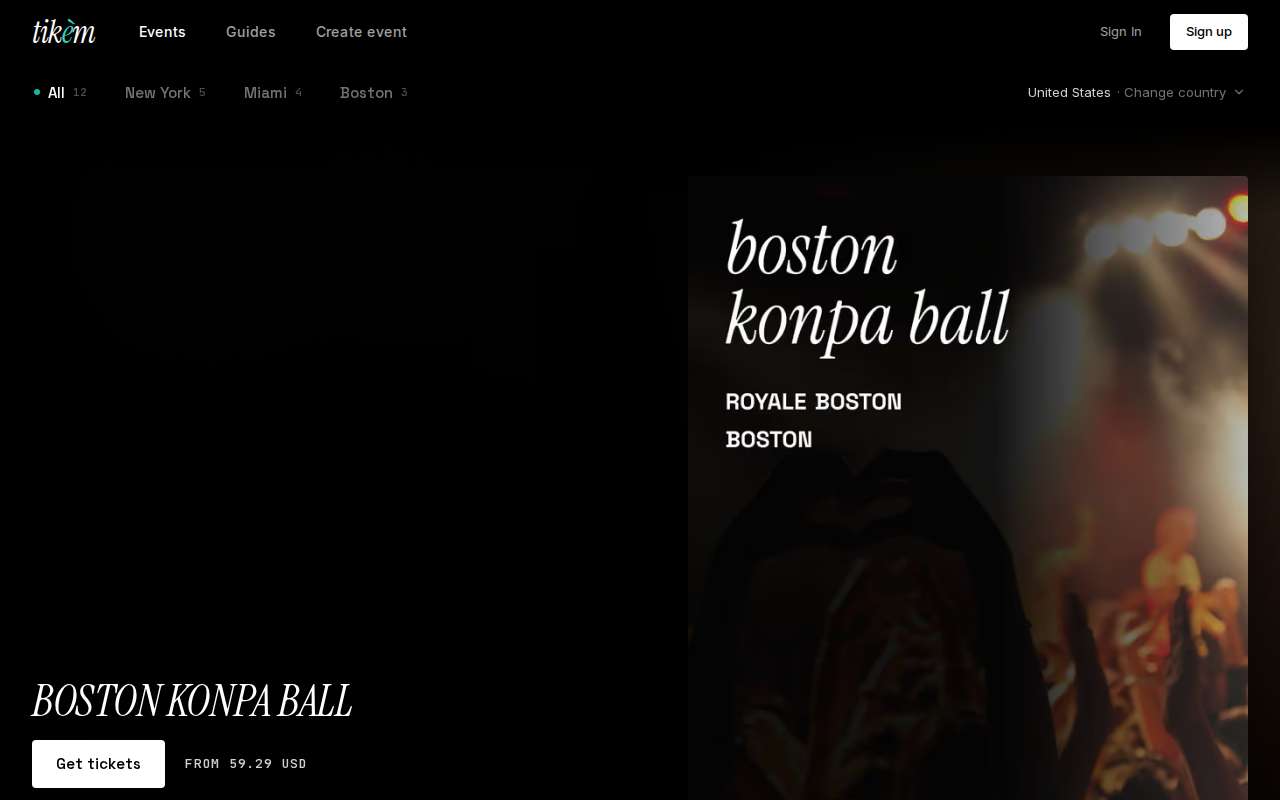 tikèm
Events
Guides
Create event
Sign In
Sign up
All 12
New York 5
Miami 4
Boston 3
United States · Change country
boston
konpa ball
ROYALE BOSTON
BOSTON
BOSTON KONPA BALL
Get tickets
FROM 59.29 USD